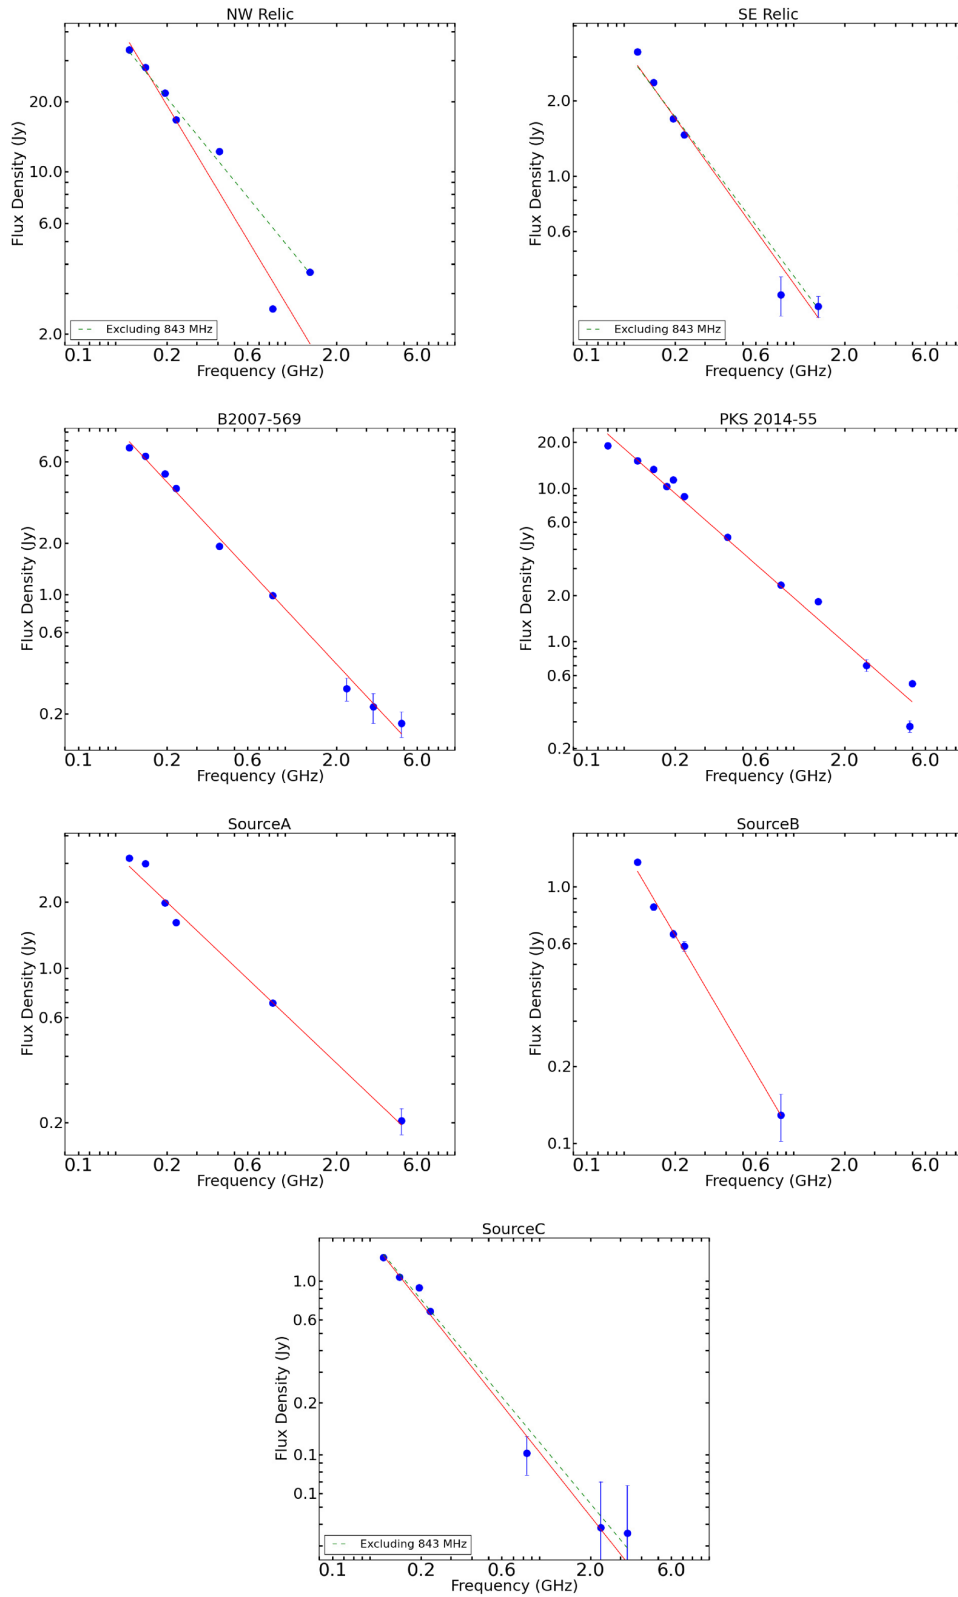 NW Relic
20.0
10.0
6.0
2.0
Flux Density (Jy)
Excluding 843 MHz
0.1 0.2 0.6 2.0 6.0
Frequency (GHz)
SE Relic
2.0
1.0
0.6
Flux Density (Jy)
Excluding 843 MHz
0.1 0.2 0.6 2.0 6.0
Frequency (GHz)
B2007-569
6.0
2.0
1.0
0.6
0.2
Flux Density (Jy)
0.1 0.2 0.6 2.0 6.0
Frequency (GHz)
PKS 2014-55
20.0
10.0
6.0
2.0
1.0
0.6
0.2
Flux Density (Jy)
0.1 0.2 0.6 2.0 6.0
Frequency (GHz)
SourceA
2.0
1.0
0.6
0.2
Flux Density (Jy)
0.1 0.2 0.6 2.0 6.0
Frequency (GHz)
SourceB
1.0
0.6
0.2
0.1
Flux Density (Jy)
0.1 0.2 0.6 2.0 6.0
Frequency (GHz)
SourceC
1.0
0.6
0.2
0.1
0.1
Flux Density (Jy)
Excluding 843 MHz
0.1 0.2 0.6 2.0 6.0
Frequency (GHz)